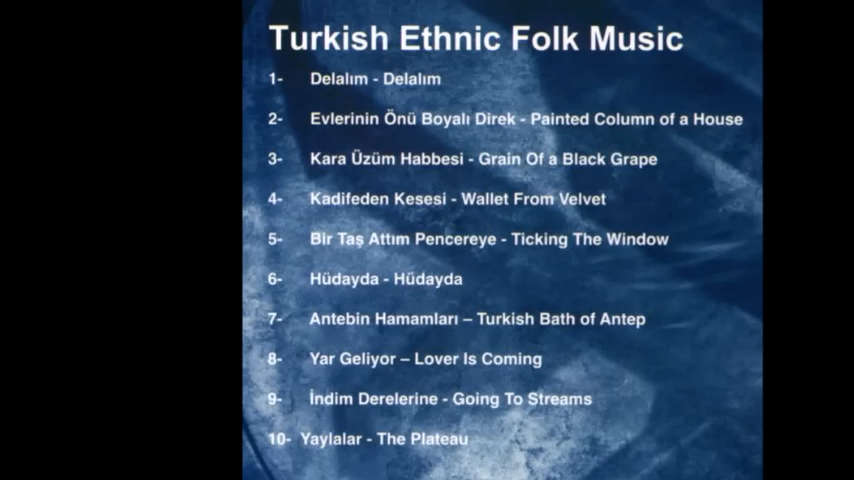 Turkish Ethnic Folk Music
1- Delalım - Delalım
2- Evlerinin Önü Boyalı Direk - Painted Column of a House
3- Kara Üzüm Habbesi - Grain Of a Black Grape
4- Kadifeden Kesesi - Wallet From Velvet
5- Bir Taş Attım Pencereye - Ticking The Window
6- Hüdayda - Hüdayda
7- Antebin Hamamları – Turkish Bath of Antep
8- Yar Geliyor – Lover Is Coming
9- İndim Derelerine - Going To Streams
10- Yaylalar - The Plateau